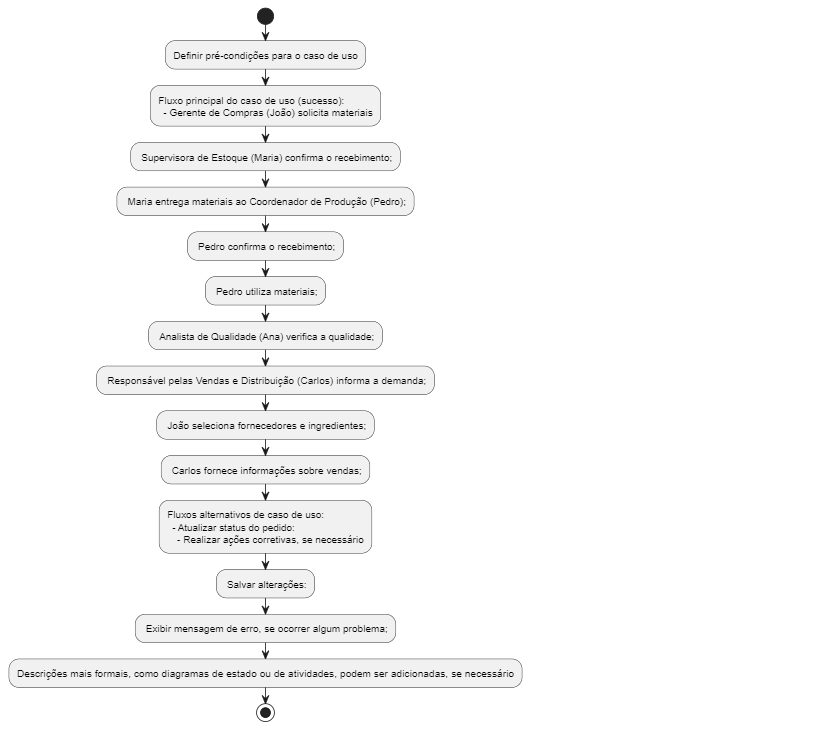 Definir pré-condições para o caso de uso
Fluxo principal do caso de uso (sucesso):
- Gerente de Compras (João) solicita materiais
Supervisora de Estoque (Maria) confirma o recebimento;
Maria entrega materiais ao Coordenador de Produção (Pedro);
Pedro confirma o recebimento;
Pedro utiliza materiais;
Analista de Qualidade (Ana) verifica a qualidade;
Responsável pelas Vendas e Distribuição (Carlos) informa a demanda;
João seleciona fornecedores e ingredientes;
Carlos fornece informações sobre vendas;
Fluxos alternativos de caso de uso:
- Atualizar status do pedido:
- Realizar ações corretivas, se necessário
Salvar alterações:
Exibir mensagem de erro, se ocorrer algum problema;
Descrições mais formais, como diagramas de estado ou de atividades, podem ser adicionadas, se necessário